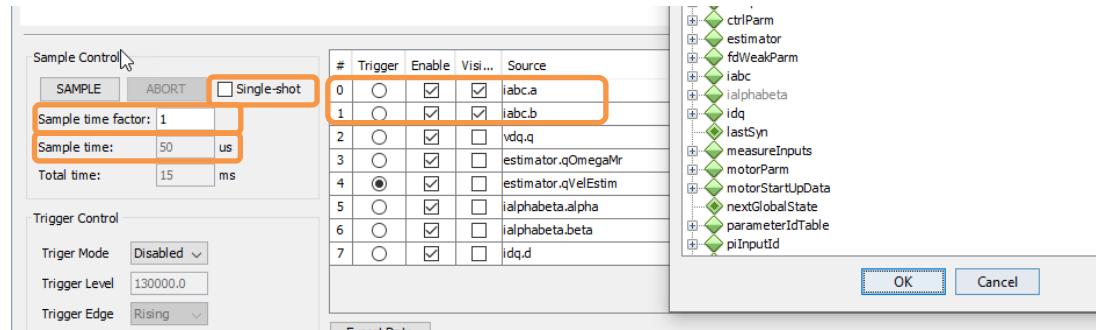 Sample Control
SAMPLE ABORT Single-shot
Sample time factor: 1
Sample time: 50 us
Total time: 15 ms
Trigger Control
Triger Mode Disabled
Trigger Level 130000.0
Trigger Edge Rising
# Trigger Enable Visi... Source
0 iabc.a
1 iabc.b
2 vdq.q
3 estimator.qOmegaMr
4 estimator.qVelEstim
5 ialphabeta.alpha
6 ialphabeta.beta
7 idq.d
ctrlParm
estimator
fdWeakParm
iabc
ialphabeta
idq
lastSyn
measureInputs
motorParm
motorStartUpData
nextGlobalState
parameterIdTable
piInputId
OK Cancel